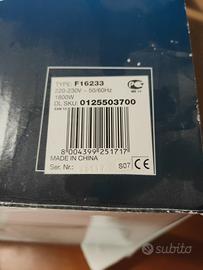 TYPE: F16233
220-230V ~ 50/60Hz
1800W
DL SKU: 0125503700
8 004399 251717
MADE IN CHINA
Ser. Nr.:
S07
CE
subito